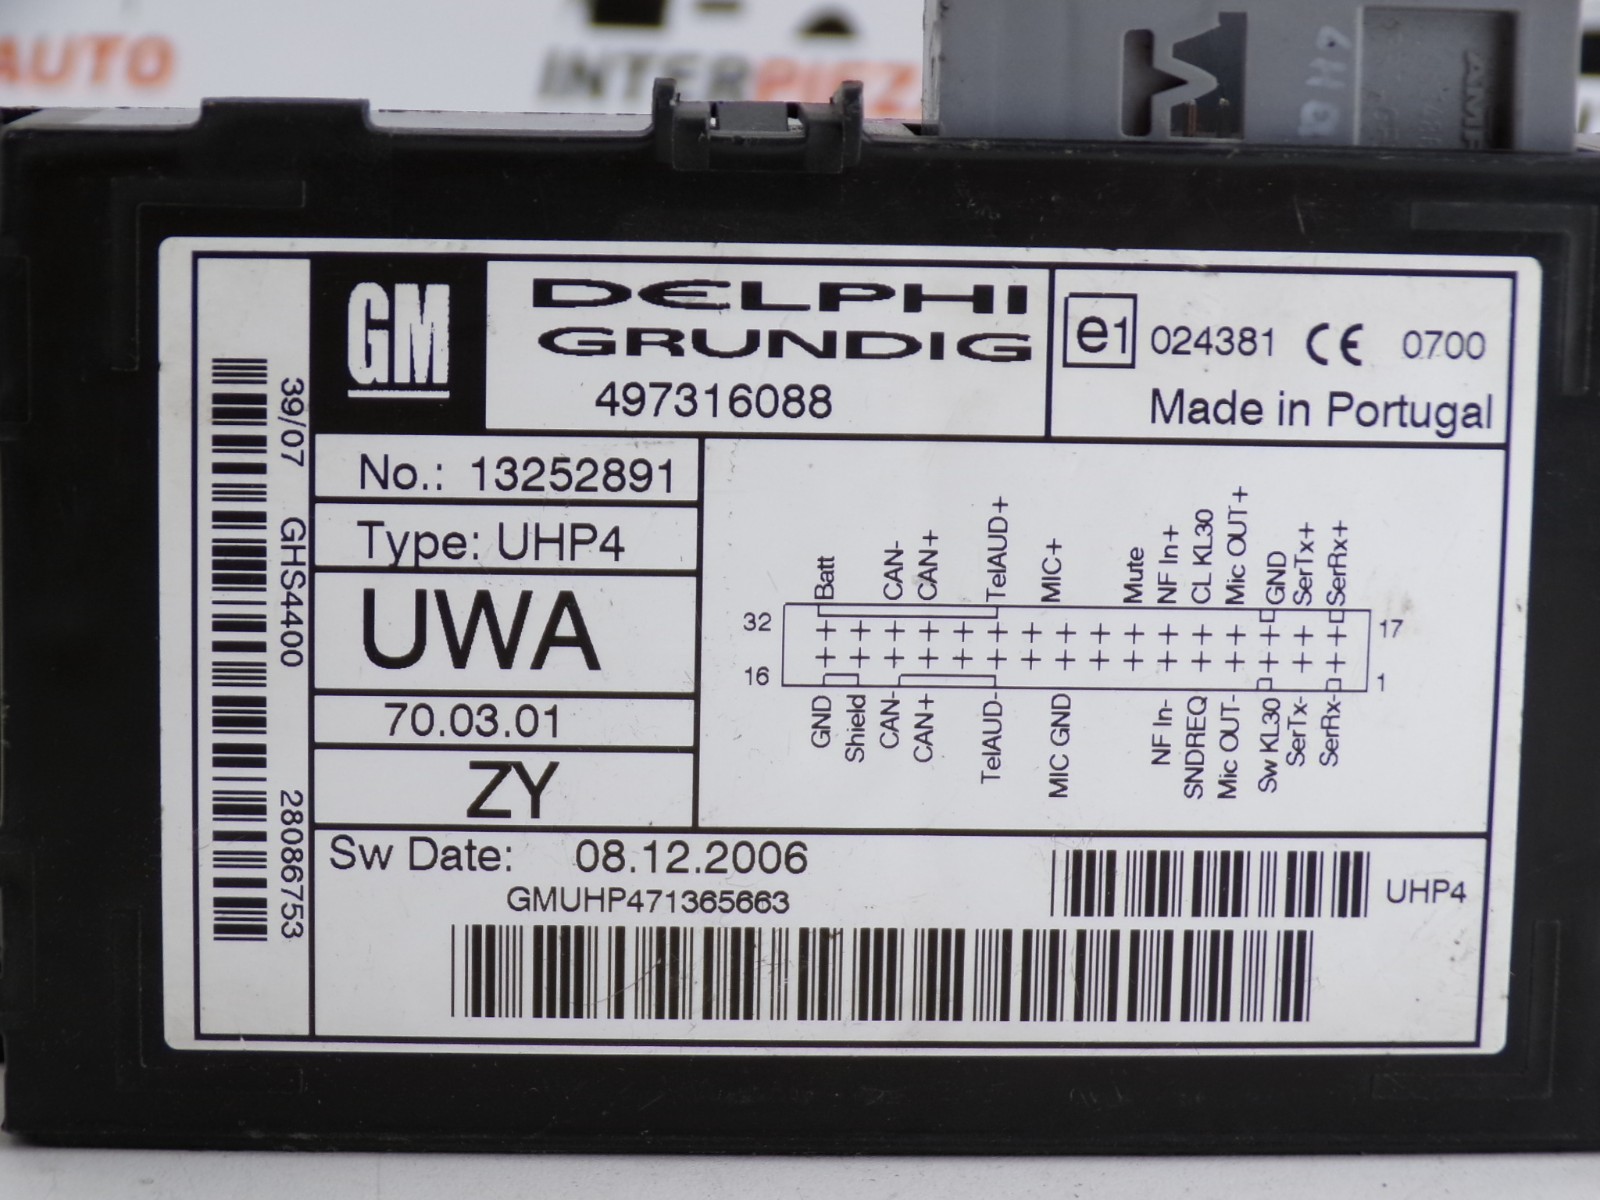 AUTO
INTERPIEZ
AMP
GM
DELPHI
GRUNDIG
497316088
e1 024381 CE 0700
Made in Portugal
39/07 GHS4400 28086753
No.: 13252891
Type: UHP4
UWA
70.03.01
ZY
Batt CAN- CAN+ TelAUD+ MIC+ Mute NF In+ CL KL30 Mic OUT+ GND SerTx+ SerRx+
32 17
16 1
GND Shield CAN- CAN+ TelAUD- MIC GND NF In- SNDREQ Mic OUT- Sw KL30 SerTx- SerRx-
Sw Date: 08.12.2006
GMUHP471365663
UHP4